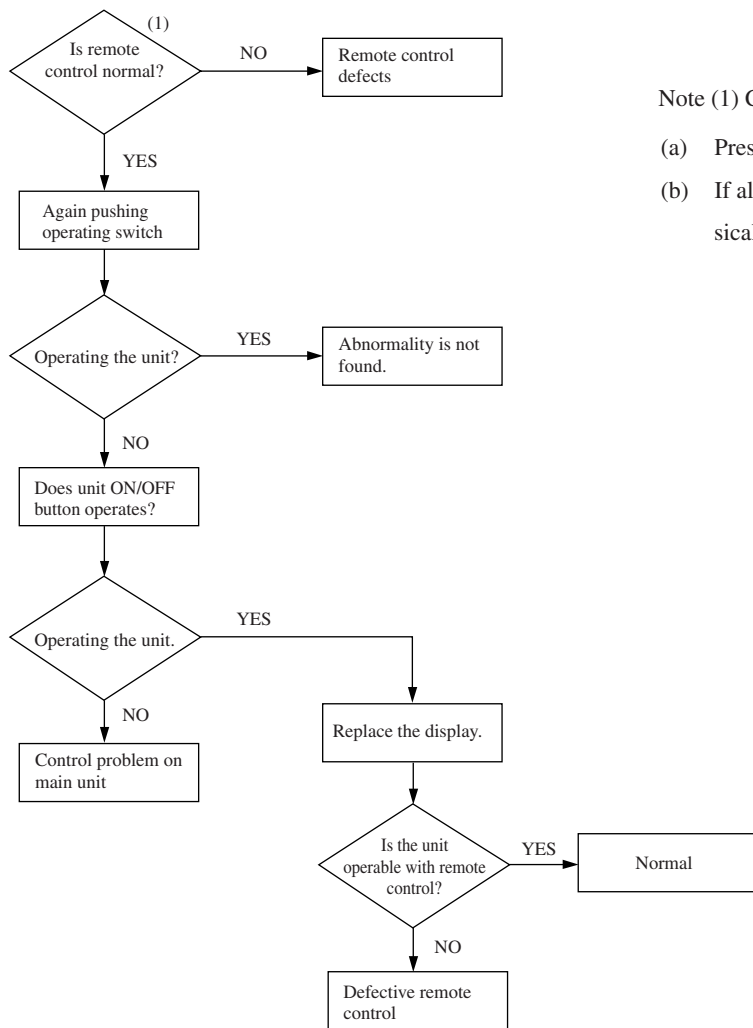 (1)
Is remote
control normal?
NO
Remote control
defects
YES
Again pushing
operating switch
Operating the unit?
YES
Abnormality is not
found.
NO
Does unit ON/OFF
button operates?
Operating the unit.
YES
NO
Control problem on
main unit
Replace the display.
Is the unit
operable with remote
control?
YES
Normal
NO
Defective remote
control
Note (1)
(a)
(b) If